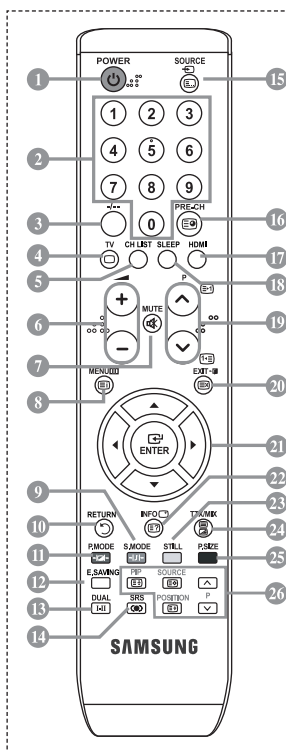 POWER SOURCE
1 15
1 2 3
2
4 5 6
7 8 9
-/-- PRE-CH
3 0 16
4 TV CH LIST SLEEP HDMI 17
5 P 18
6 + MUTE 19
7 −
MENU EXIT
8 20
ENTER 21
22
9 23
RETURN INFO TTX/MIX
10 24
P.MODE S.MODE STILL P.SIZE
11 25
12 E.SAVING PIP SOURCE
26
13 DUAL SRS POSITION P
I-II
14
SAMSUNG